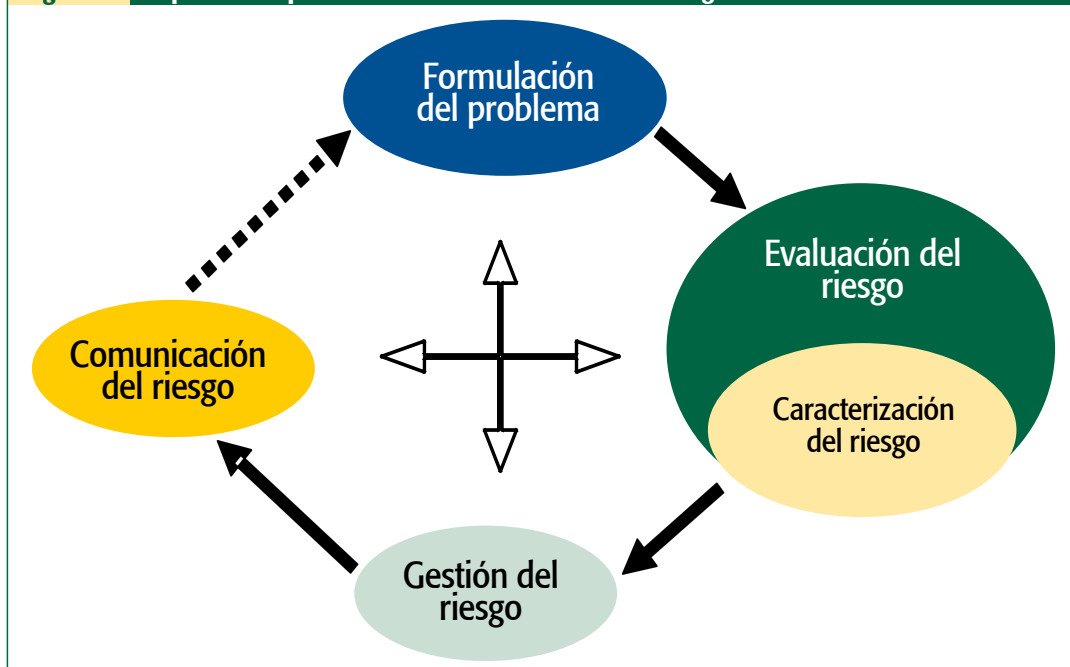 Formulación
del problema
Evaluación del
riesgo
Caracterización
del riesgo
Comunicación
del riesgo
Gestión del
riesgo